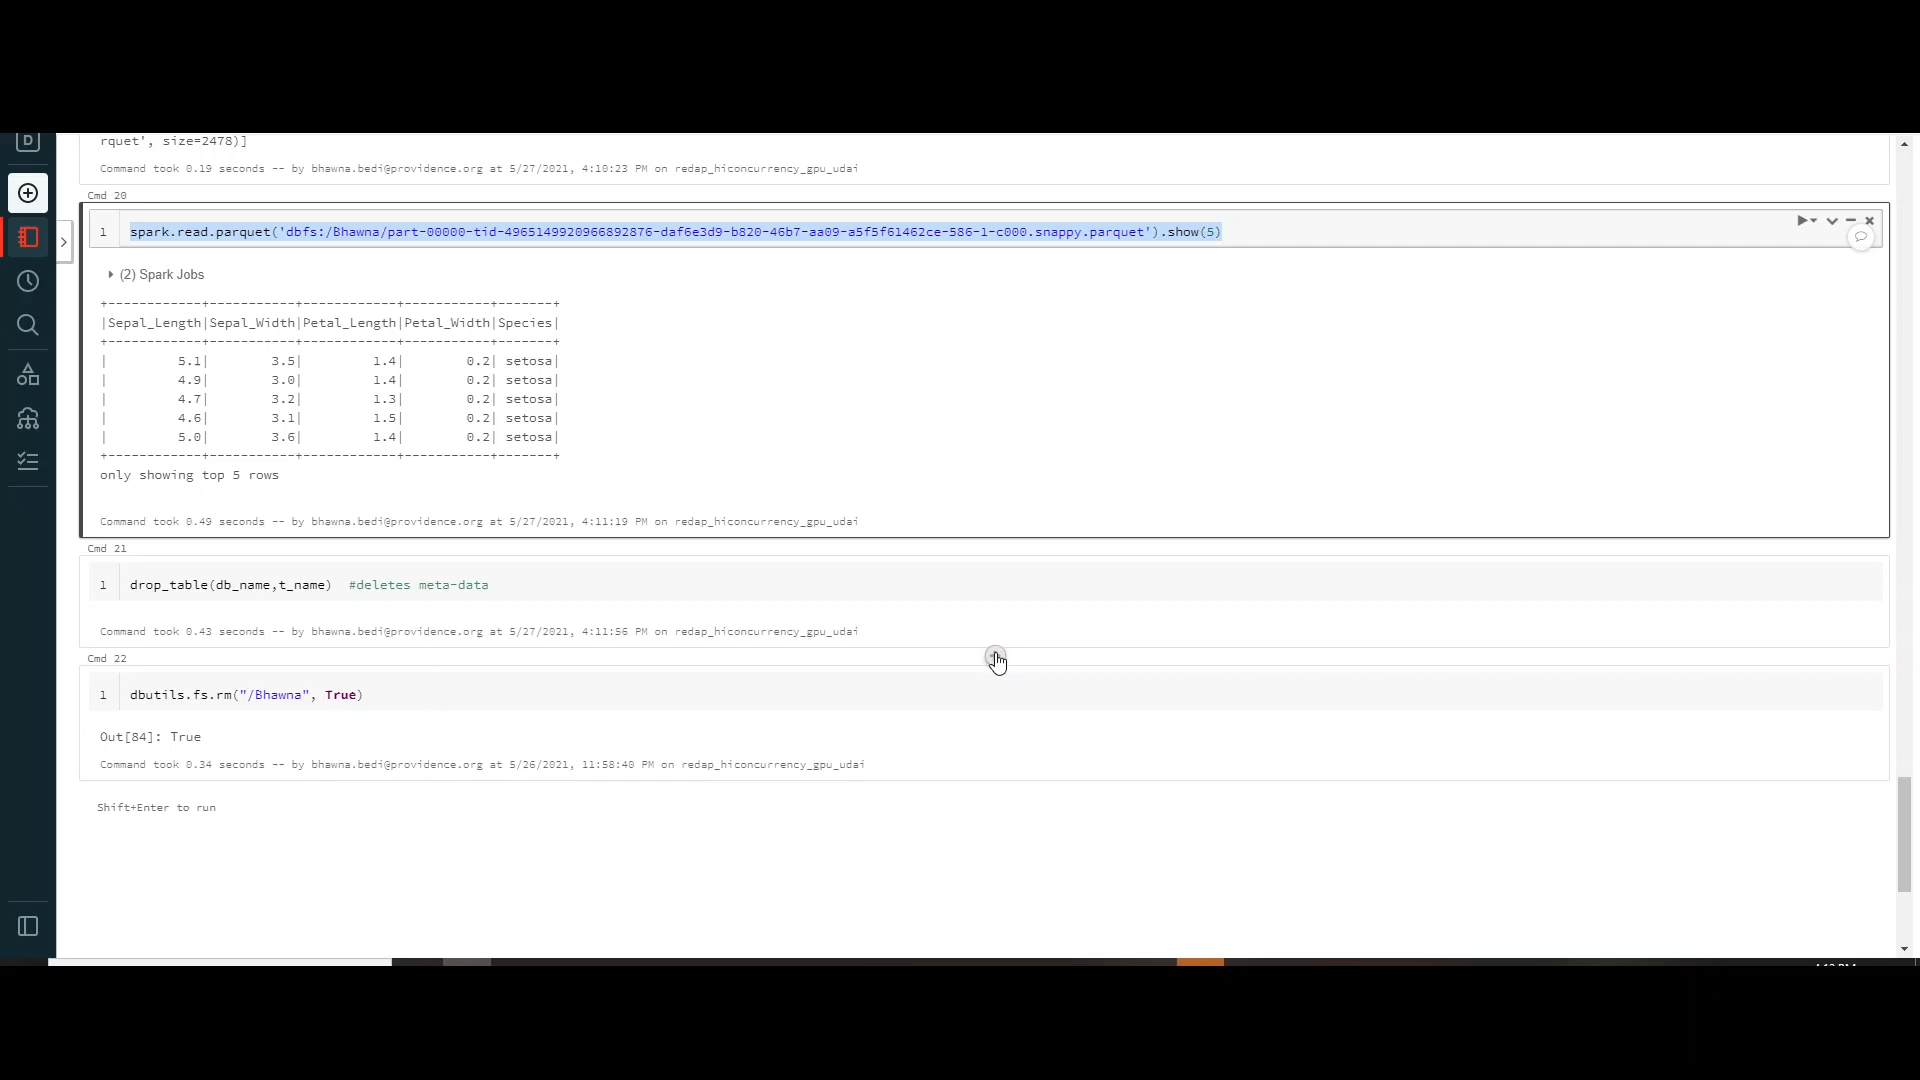 D
rquet', size=2478)]
Command took 0.19 seconds -- by bhawna.bedi@providence.org at 5/27/2021, 4:10:23 PM on redap_hiconcurrency_gpu_udai
Cmd 20
1 spark.read.parquet('dbfs:/Bhawna/part-00000-tid-4965149920966892876-daf6e3d9-b820-46b7-aa09-a5f5f61462ce-586-1-c000.snappy.parquet').show(5)
(2) Spark Jobs
+------------+-----------+------------+-----------+-------+
|Sepal_Length|Sepal_Width|Petal_Length|Petal_Width|Species|
+------------+-----------+------------+-----------+-------+
|         5.1|        3.5|         1.4|        0.2| setosa|
|         4.9|        3.0|         1.4|        0.2| setosa|
|         4.7|        3.2|         1.3|        0.2| setosa|
|         4.6|        3.1|         1.5|        0.2| setosa|
|         5.0|        3.6|         1.4|        0.2| setosa|
+------------+-----------+------------+-----------+-------+
only showing top 5 rows
Command took 0.49 seconds -- by bhawna.bedi@providence.org at 5/27/2021, 4:11:19 PM on redap_hiconcurrency_gpu_udai
Cmd 21
1 drop_table(db_name,t_name)  #deletes meta-data
Command took 0.43 seconds -- by bhawna.bedi@providence.org at 5/27/2021, 4:11:56 PM on redap_hiconcurrency_gpu_udai
Cmd 22
1 dbutils.fs.rm("/Bhawna", True)
Out[84]: True
Command took 0.34 seconds -- by bhawna.bedi@providence.org at 5/26/2021, 11:58:40 PM on redap_hiconcurrency_gpu_udai
Shift+Enter to run